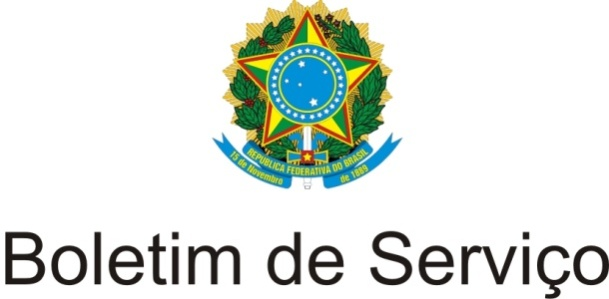 REPÚBLICA FEDERATIVA DO BRASIL
15 de Novembro de 1889
Boletim de Serviço